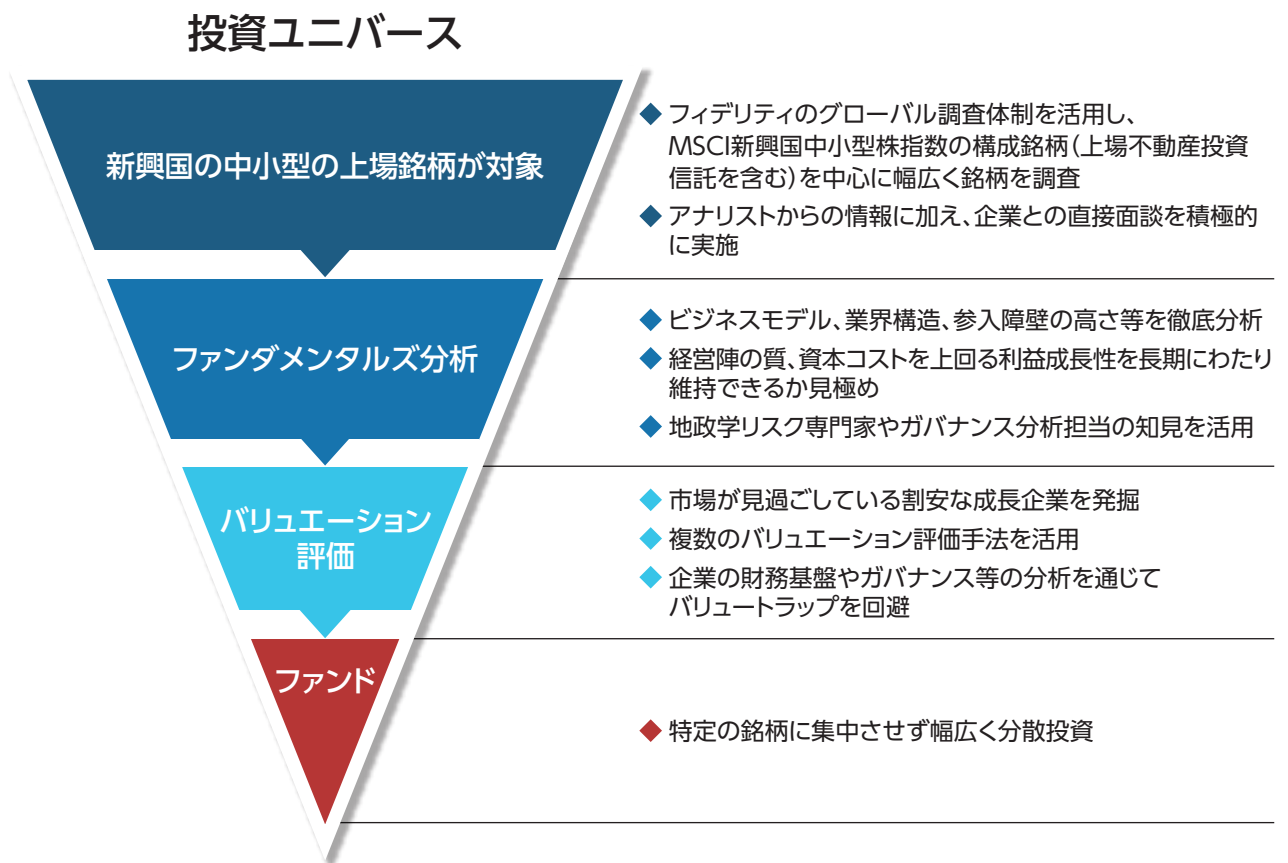 投資ユニバース
新興国の中小型の上場銘柄が対象
◆ フィデリティのグローバル調査体制を活用し、
MSCI新興国中小型株指数の構成銘柄（上場不動産投資
信託を含む）を中心に幅広く銘柄を調査
◆ アナリストからの情報に加え、企業との直接面談を積極的
に実施
ファンダメンタルズ分析
◆ ビジネスモデル、業界構造、参入障壁の高さ等を徹底分析
◆ 経営陣の質、資本コストを上回る利益成長性を長期にわたり
維持できるか見極め
◆ 地政学リスク専門家やガバナンス分析担当の知見を活用
バリュエーション
評価
◆ 市場が見過ごしている割安な成長企業を発掘
◆ 複数のバリュエーション評価手法を活用
◆ 企業の財務基盤やガバナンス等の分析を通じて
バリュートラップを回避
ファンド
◆ 特定の銘柄に集中させず幅広く分散投資